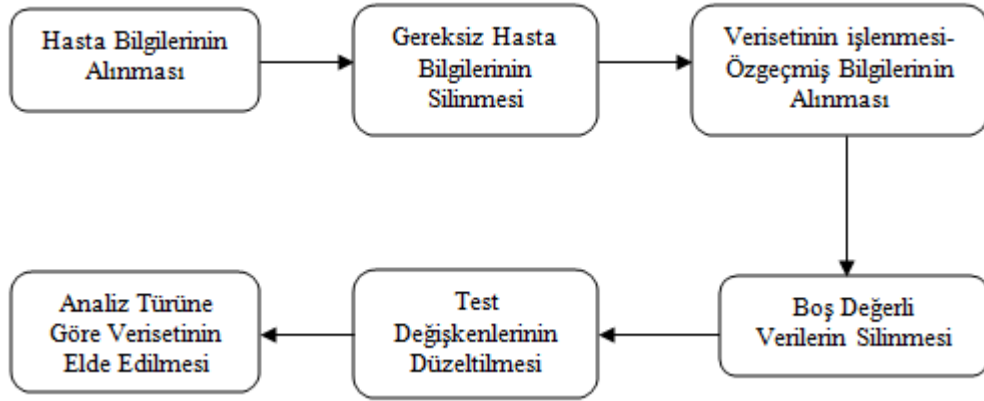 Hasta Bilgilerinin
Alınması
Gereksiz Hasta
Bilgilerinin
Silinmesi
Verisetinin işlenmesi-
Özgeçmiş Bilgilerinin
Alınması
Boş Değerli
Verilerin Silinmesi
Test
Değişkenlerinin
Düzeltilmesi
Analiz Türüne
Göre Verisetinin
Elde Edilmesi